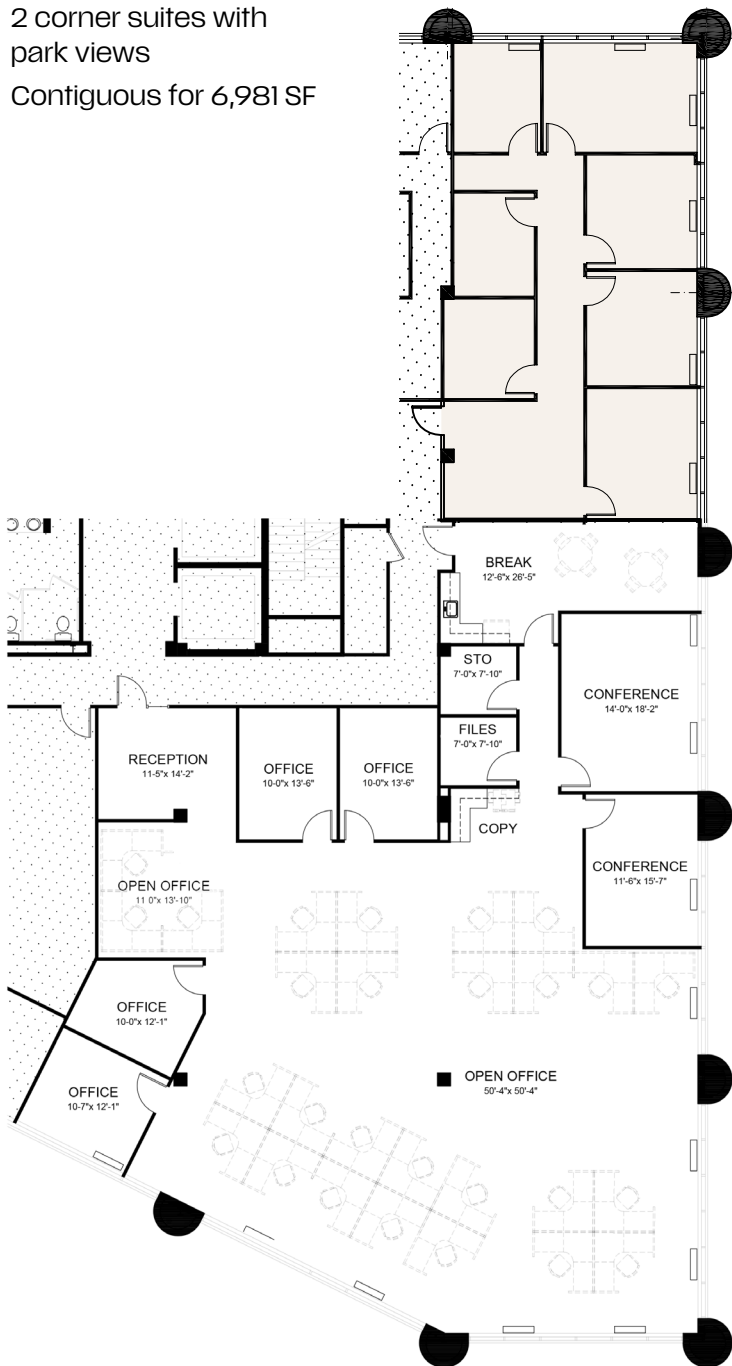 2 corner suites with
park views
Contiguous for 6,981 SF
BREAK
12'-6"x 26'-5"
STO
7'-0"x 7'-10"
CONFERENCE
14'-0"x 18'-2"
FILES
7'-0"x 7'-10"
RECEPTION
11-5"x 14'-2"
OFFICE
10-0"x 13'-6"
OFFICE
10-0"x 13'-6"
COPY
CONFERENCE
11'-6"x 15'-7"
OPEN OFFICE
11 0"x 13'-10"
OFFICE
10-0"x 12'-1"
OPEN OFFICE
50'-4"x 50'-4"
OFFICE
10-7"x 12'-1"